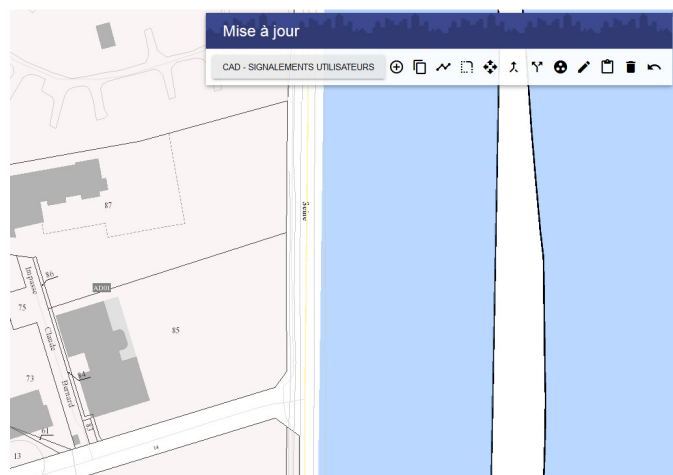 Mise à jour
CAD - SIGNALEMENTS UTILISATEURS
87
Seine
86
Impasse
AD01
75
85
Claude
84
73
Bernard
83
61
14
13